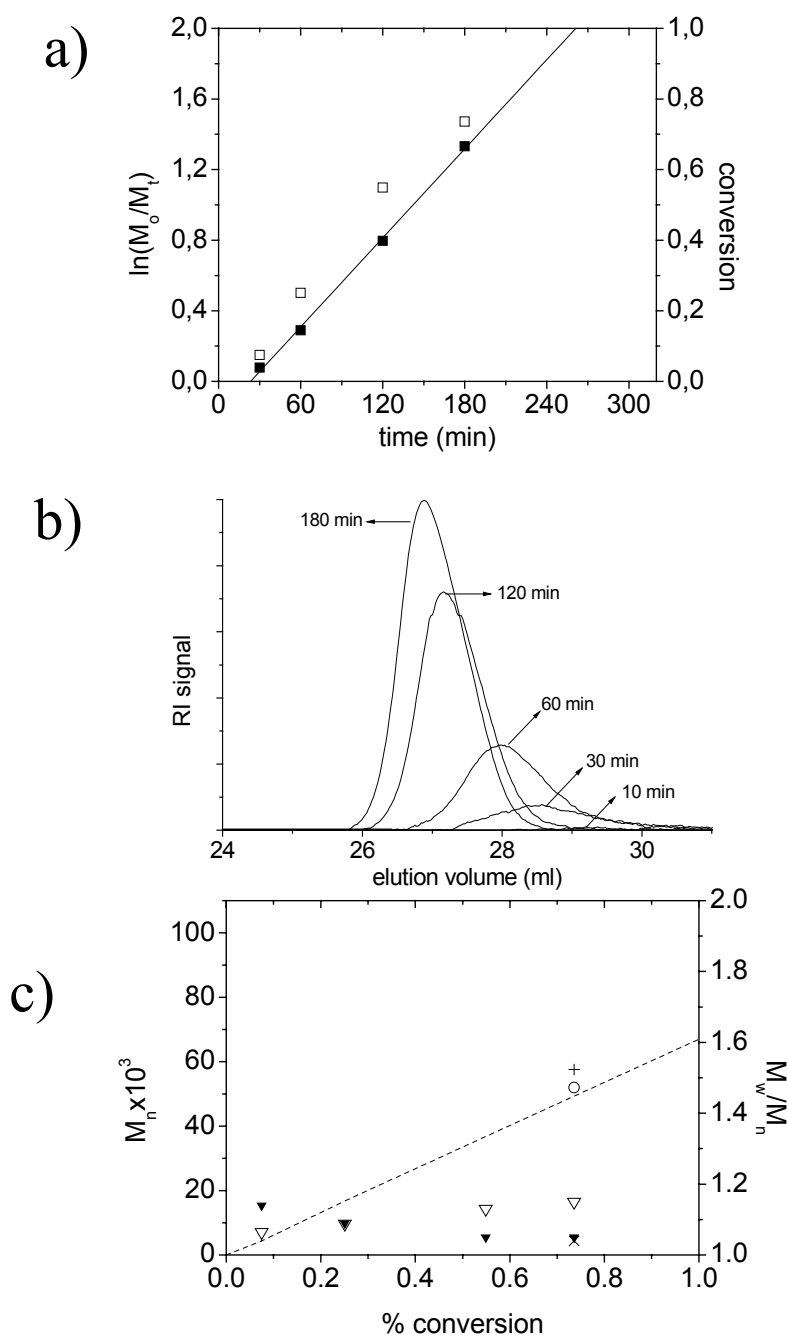 a)
2,0
1,6
1,2
0,8
0,4
0,0
ln(Mo/Mt)
1,0
0,8
0,6
0,4
0,2
0,0
conversion
0 60 120 180 240 300
time (min)
b)
RI signal
180 min
120 min
60 min
30 min
10 min
24 26 28 30
elution volume (ml)
c)
100
80
60
40
20
0
Mnx10³
2.0
1.8
1.6
1.4
1.2
1.0
Mw/Mn
0.0 0.2 0.4 0.6 0.8 1.0
% conversion